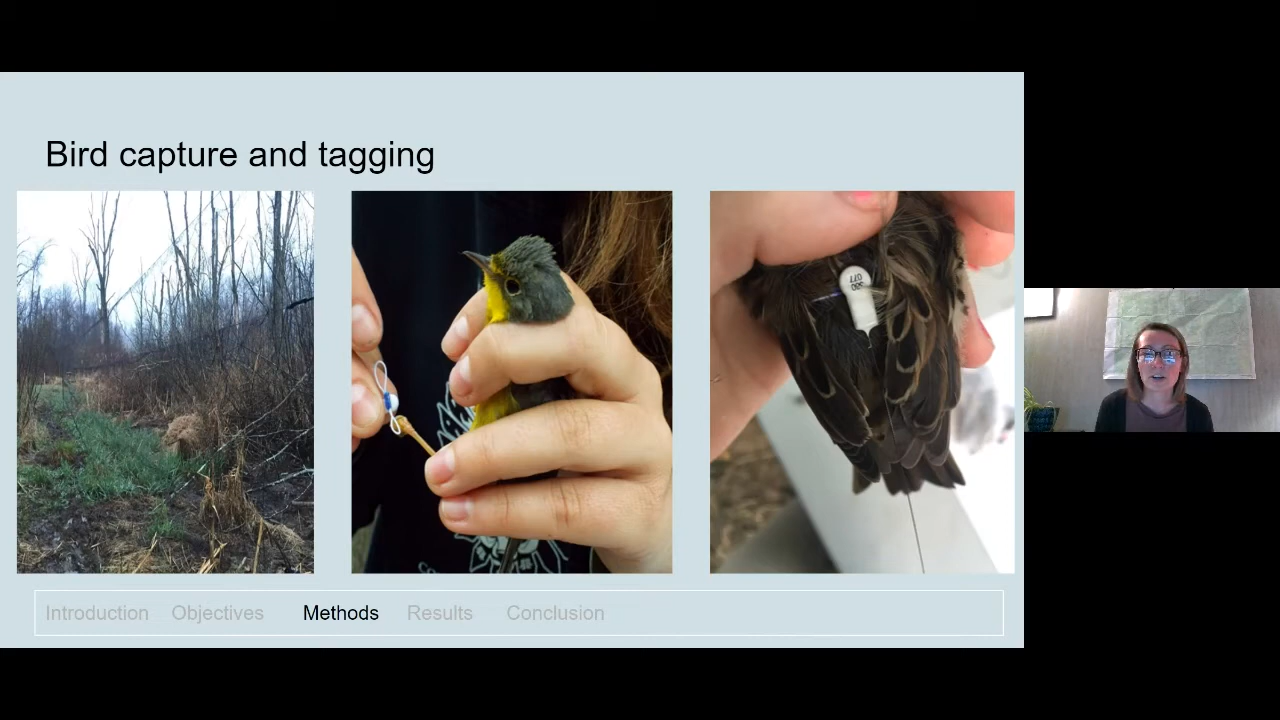 Bird capture and tagging
Introduction Objectives Methods Results Conclusion